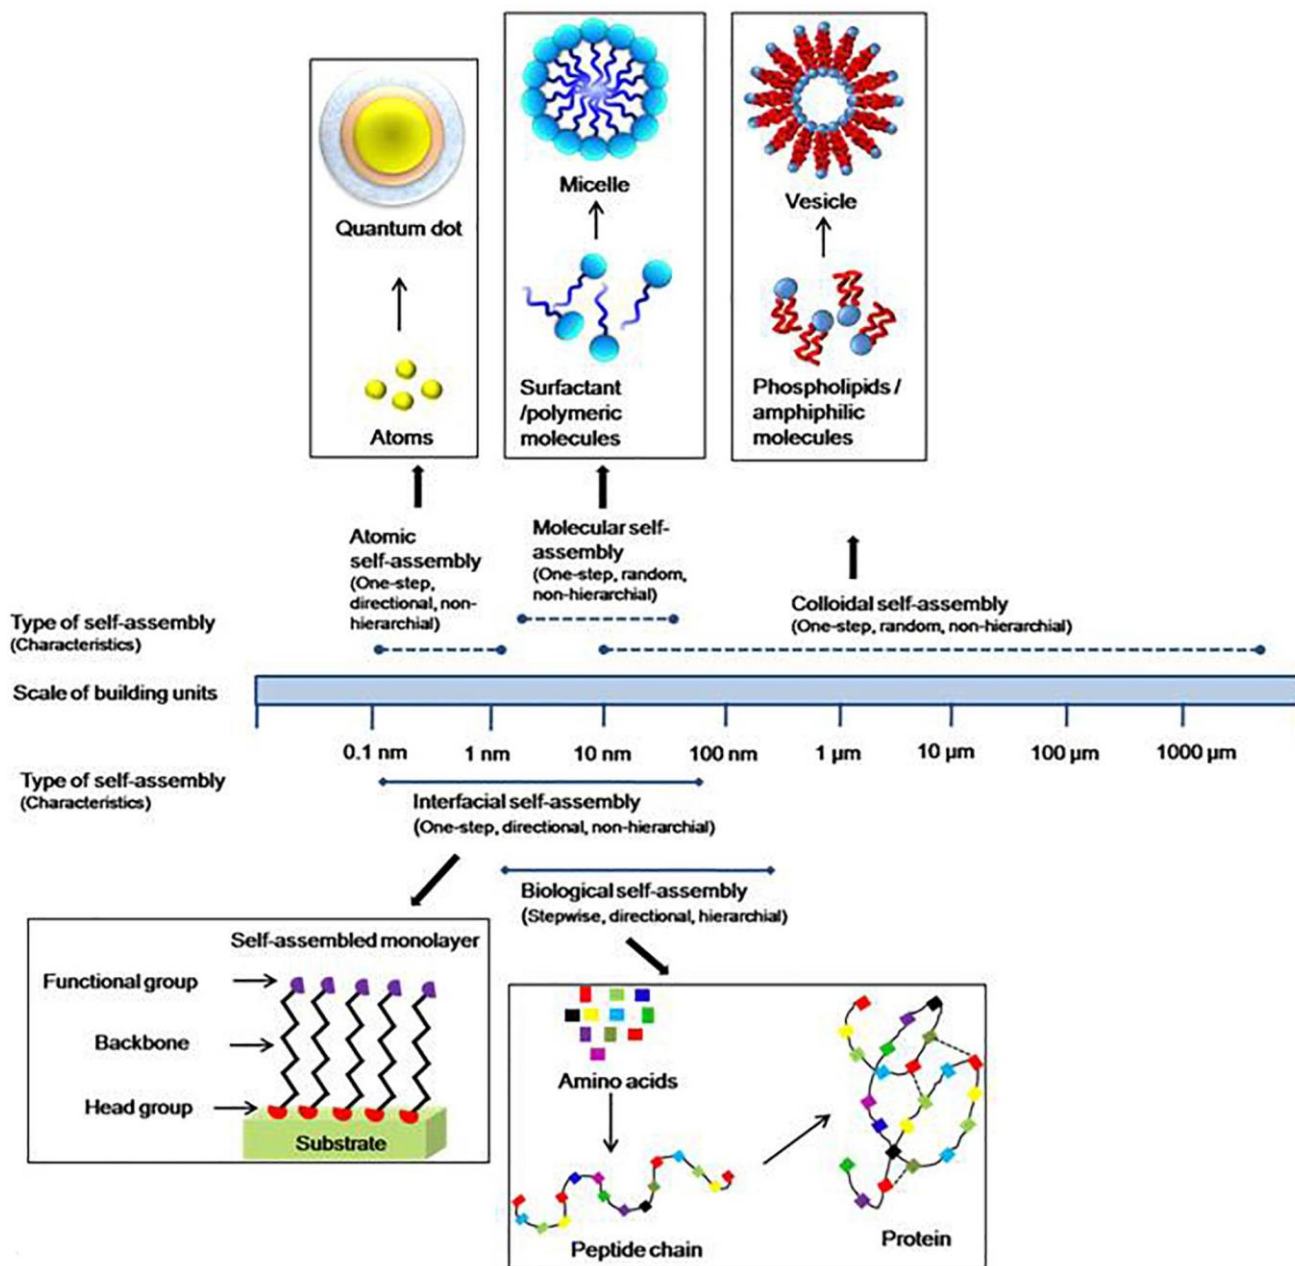 Quantum dot
Atoms
Micelle
Surfactant
/polymeric
molecules
Vesicle
Phospholipids /
amphiphilic
molecules
Atomic
self-assembly
(One-step,
directional, non-
hierarchial)
Molecular self-
assembly
(One-step, random,
non-hierarchial)
Colloidal self-assembly
(One-step, random, non-hierarchial)
Type of self-assembly
(Characteristics)
Scale of building units
0.1 nm 1 nm 10 nm 100 nm 1 µm 10 µm 100 µm 1000 µm
Type of self-assembly
(Characteristics)
Interfacial self-assembly
(One-step, directional, non-hierarchial)
Biological self-assembly
(Stepwise, directional, hierarchial)
Self-assembled monolayer
Functional group
Backbone
Head group
Substrate
Amino acids
Peptide chain
Protein